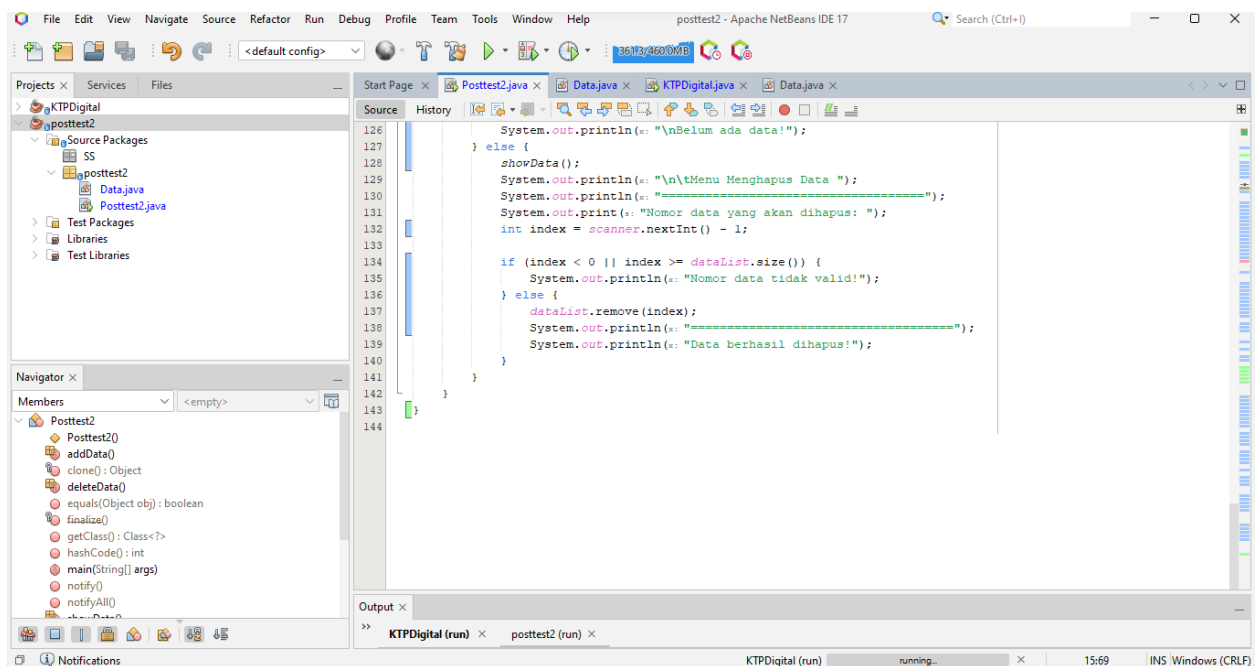 File Edit View Navigate Source Refactor Run Debug Profile Team Tools Window Help posttest2 - Apache NetBeans IDE 17 Search (Ctrl+I)
<default config> 361.3/460.0MB
Projects Services Files
KTPDigital
posttest2
Source Packages
SS
posttest2
Data.java
Posttest2.java
Test Packages
Libraries
Test Libraries
Navigator
Members <empty>
Posttest2
Posttest2()
addData()
clone() : Object
deleteData()
equals(Object obj) : boolean
finalize()
getClass() : Class<?>
hashCode() : int
main(String[] args)
notify()
notifyAll()
showData()
Start Page Posttest2.java Data.java KTPDigital.java Data.java
Source History
126 System.out.println(x: "\nBelum ada data!");
127 } else {
128 showData();
129 System.out.println(x: "\n\tMenu Menghapus Data ");
130 System.out.println(x: "====================================");
131 System.out.print(s: "Nomor data yang akan dihapus: ");
132 int index = scanner.nextInt() - 1;
133
134 if (index < 0 || index >= dataList.size()) {
135 System.out.println(x: "Nomor data tidak valid!");
136 } else {
137 dataList.remove(index);
138 System.out.println(x: "====================================");
139 System.out.println(x: "Data berhasil dihapus!");
140 }
141 }
142 }
143 }
144
Output
KTPDigital (run) posttest2 (run)
Notifications KTPDigital (run) running... 15:69 INS Windows (CRLF)